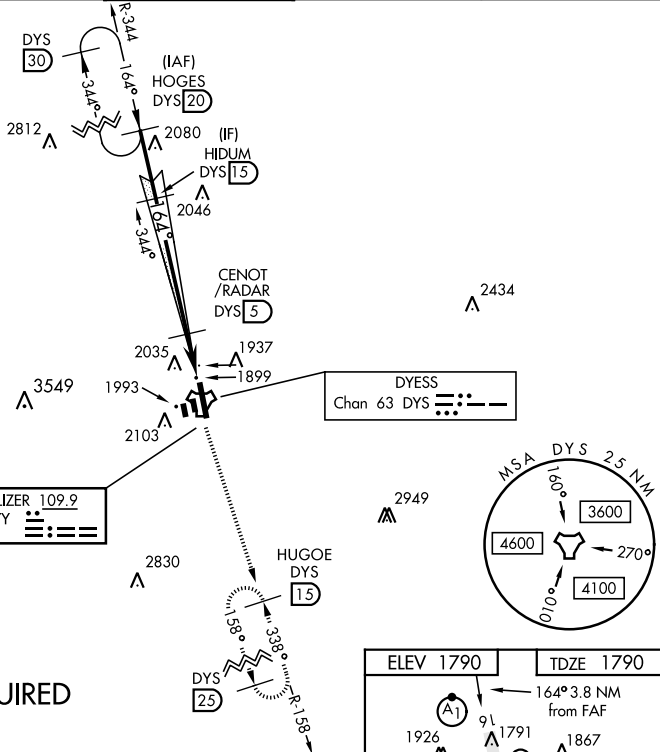 R-344
DYS
30
164°
344°
(IAF)
HOGES
DYS 20
2812
2080
(IF)
HIDUM
DYS 15
2046
164°
344°
CENOT
/RADAR
DYS 5
2434
2035
1937
1899
3549
1993
2103
DYESS
Chan 63 DYS
LIZER 109.9
TY
2949
MSA DYS 25 NM
160°
3600
4600
270°
4100
010°
2830
HUGOE
DYS
15
158°
338°
DYS
25
R-158
UIRED
ELEV 1790
TDZE 1790
164° 3.8 NM
from FAF
A1
16
1791
1926
1867